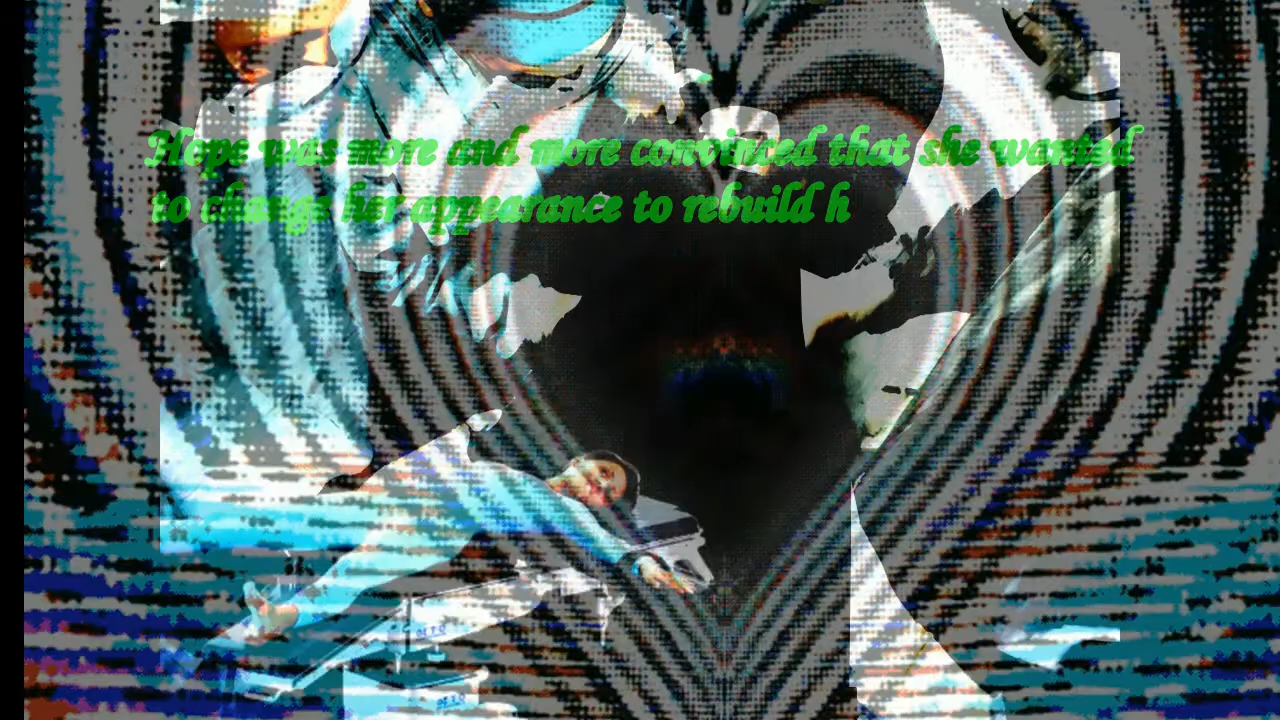 Hope was more and more convinced that she wanted
to change her appearance to rebuild h